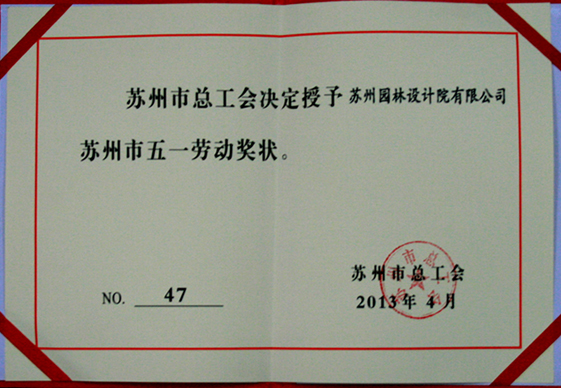 苏州市总工会决定授予 苏州园林设计院有限公司
苏州市五一劳动奖状。
NO. 47
苏州市总工会
2013年4月